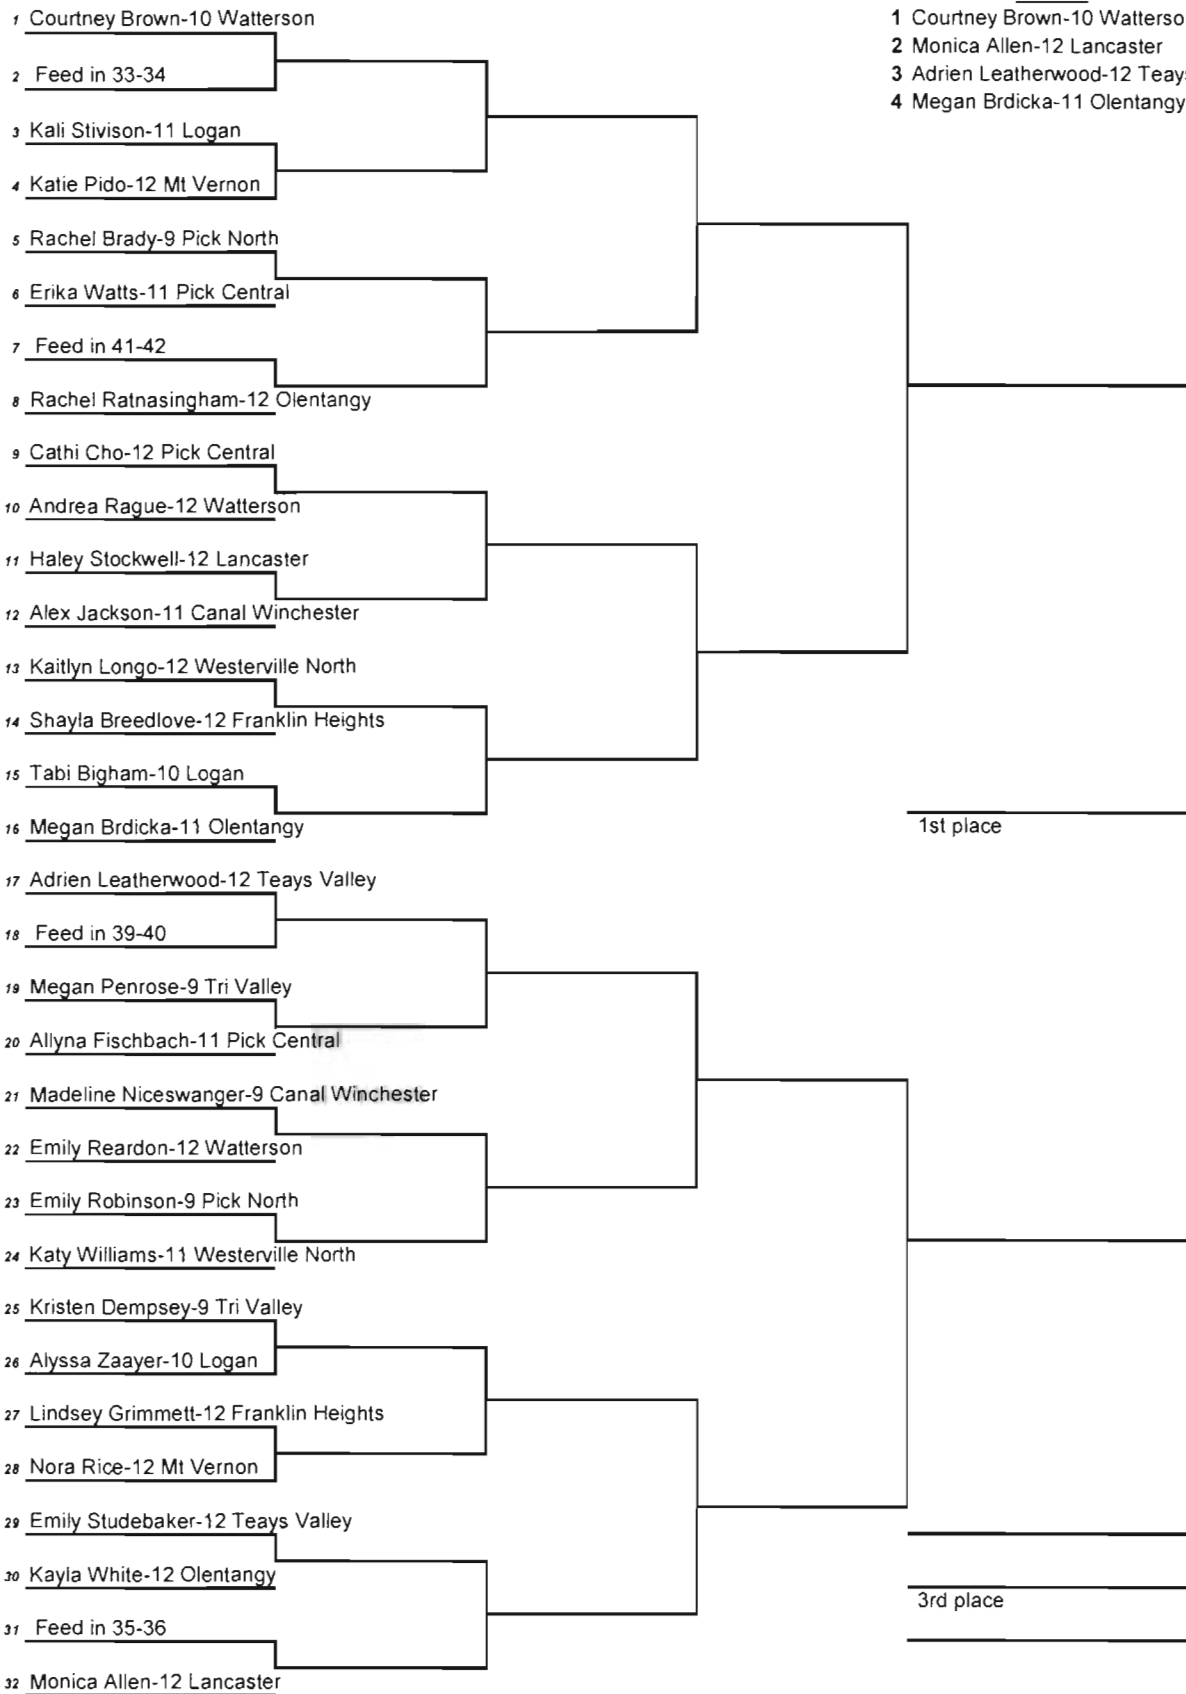 1 Courtney Brown-10 Watterson
2 Feed in 33-34
3 Kali Stivison-11 Logan
4 Katie Pido-12 Mt Vernon
5 Rachel Brady-9 Pick North
6 Erika Watts-11 Pick Central
7 Feed in 41-42
8 Rachel Ratnasingham-12 Olentangy
9 Cathi Cho-12 Pick Central
10 Andrea Rague-12 Watterson
11 Haley Stockwell-12 Lancaster
12 Alex Jackson-11 Canal Winchester
13 Kaitlyn Longo-12 Westerville North
14 Shayla Breedlove-12 Franklin Heights
15 Tabi Bigham-10 Logan
16 Megan Brdicka-11 Olentangy
17 Adrien Leatherwood-12 Teays Valley
18 Feed in 39-40
19 Megan Penrose-9 Tri Valley
20 Allyna Fischbach-11 Pick Central
21 Madeline Niceswanger-9 Canal Winchester
22 Emily Reardon-12 Watterson
23 Emily Robinson-9 Pick North
24 Katy Williams-11 Westerville North
25 Kristen Dempsey-9 Tri Valley
26 Alyssa Zaayer-10 Logan
27 Lindsey Grimmett-12 Franklin Heights
28 Nora Rice-12 Mt Vernon
29 Emily Studebaker-12 Teays Valley
30 Kayla White-12 Olentangy
31 Feed in 35-36
32 Monica Allen-12 Lancaster
1 Courtney Brown-10 Watterso
2 Monica Allen-12 Lancaster
3 Adrien Leatherwood-12 Teays
4 Megan Brdicka-11 Olentangy
1st place
3rd place